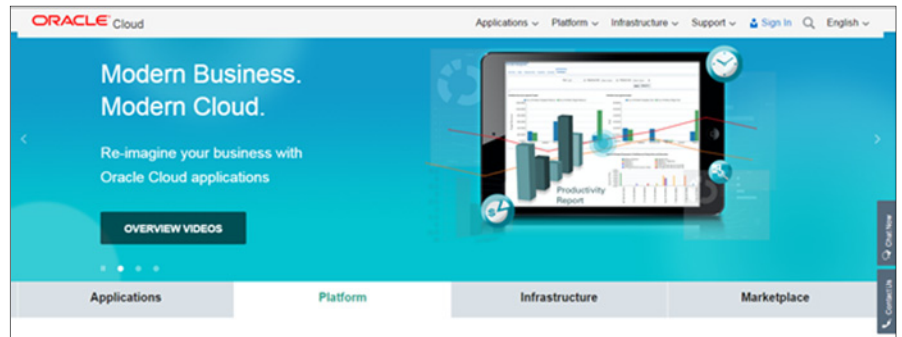 ORACLE Cloud
Applications Platform Infrastructure Support Sign In English
Modern Business.
Modern Cloud.
Re-imagine your business with
Oracle Cloud applications
OVERVIEW VIDEOS
Productivity
Report
Chat Now
Contact Us
Applications Platform Infrastructure Marketplace